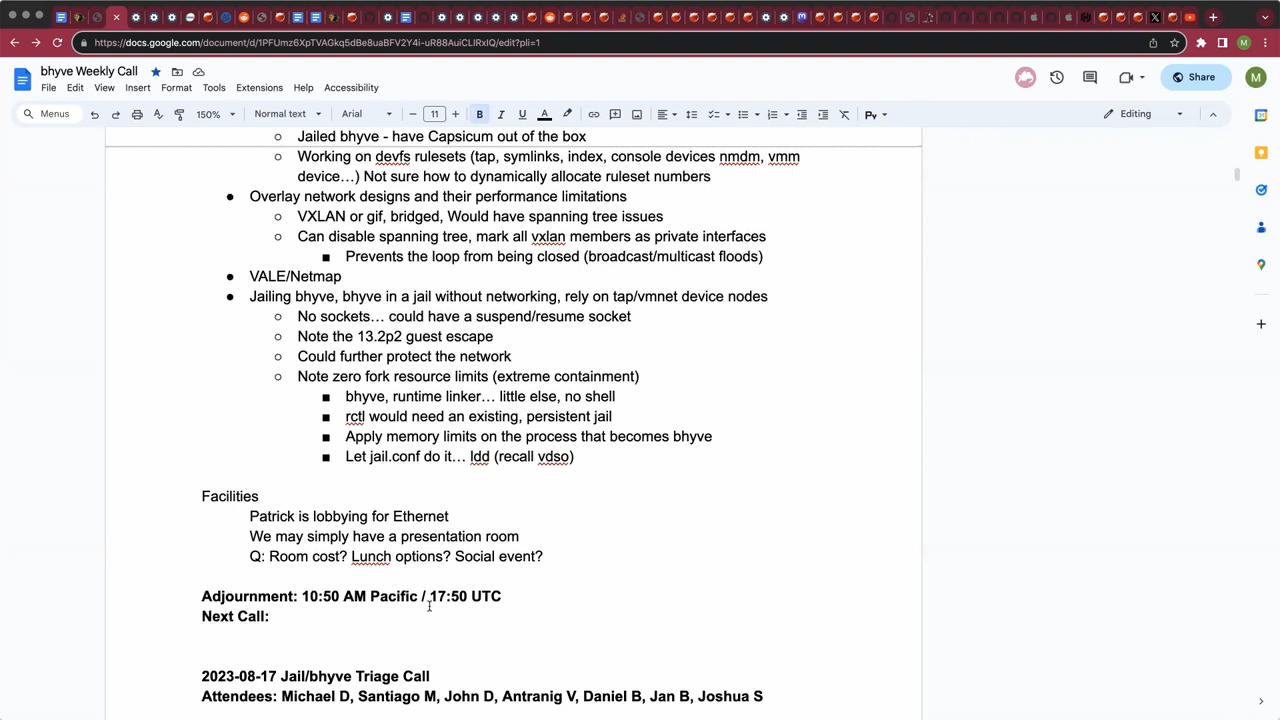 https://docs.google.com/document/d/1PFUmz6XpTVAGkq5dBe8uaBFV2Y4i-uR88AuiCLIRxIQ/edit?pli=1
M
bhyve Weekly Call
File Edit View Insert Format Tools Extensions Help Accessibility
Share
M
Menus
150%
Normal text
Arial
11
B I U A
Editing
○ Jailed bhyve - have Capsicum out of the box
○ Working on devfs rulesets (tap, symlinks, index, console devices nmdm, vmm
device…) Not sure how to dynamically allocate ruleset numbers
● Overlay network designs and their performance limitations
○ VXLAN or gif, bridged, Would have spanning tree issues
○ Can disable spanning tree, mark all vxlan members as private interfaces
■ Prevents the loop from being closed (broadcast/multicast floods)
● VALE/Netmap
● Jailing bhyve, bhyve in a jail without networking, rely on tap/vmnet device nodes
○ No sockets… could have a suspend/resume socket
○ Note the 13.2p2 guest escape
○ Could further protect the network
○ Note zero fork resource limits (extreme containment)
■ bhyve, runtime linker… little else, no shell
■ rctl would need an existing, persistent jail
■ Apply memory limits on the process that becomes bhyve
■ Let jail.conf do it… ldd (recall vdso)
Facilities
Patrick is lobbying for Ethernet
We may simply have a presentation room
Q: Room cost? Lunch options? Social event?
Adjournment: 10:50 AM Pacific / 17:50 UTC
Next Call:
2023-08-17 Jail/bhyve Triage Call
Attendees: Michael D, Santiago M, John D, Antranig V, Daniel B, Jan B, Joshua S